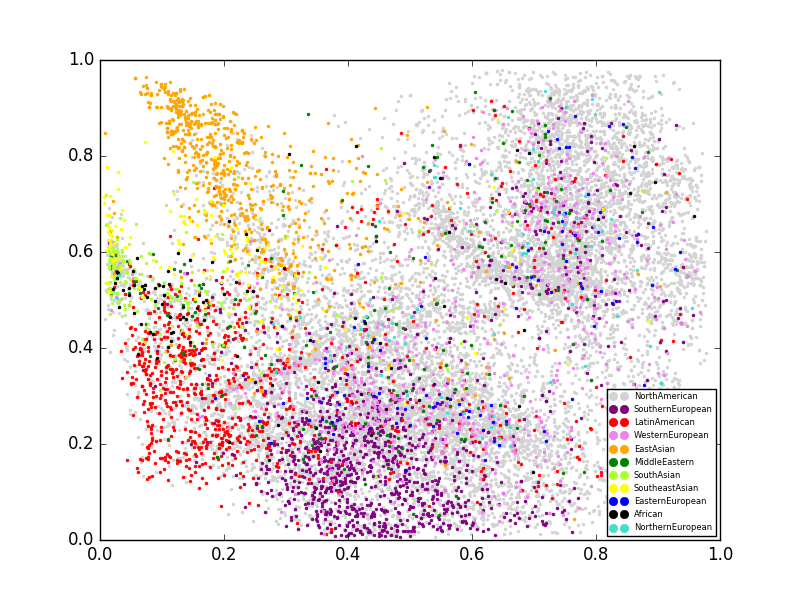 1.0
0.8
0.6
0.4
0.2
0.0
0.0 0.2 0.4 0.6 0.8 1.0
NorthAmerican
SouthernEuropean
LatinAmerican
WesternEuropean
EastAsian
MiddleEastern
SouthAsian
SoutheastAsian
EasternEuropean
African
NorthernEuropean